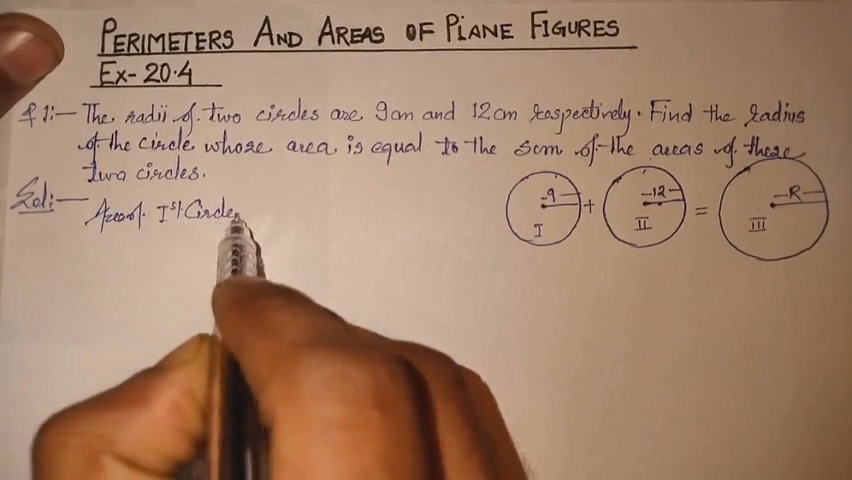 PERIMETERS AND AREAS OF PLANE FIGURES
Ex-20.4
Q 1:- The radii of two circles are 9cm and 12cm respectively. Find the radius
of the circle whose area is equal to the sum of the areas of these
two circles.
Sol:-
Area of Ist Circle
9
I
+
12
II
=
R
III